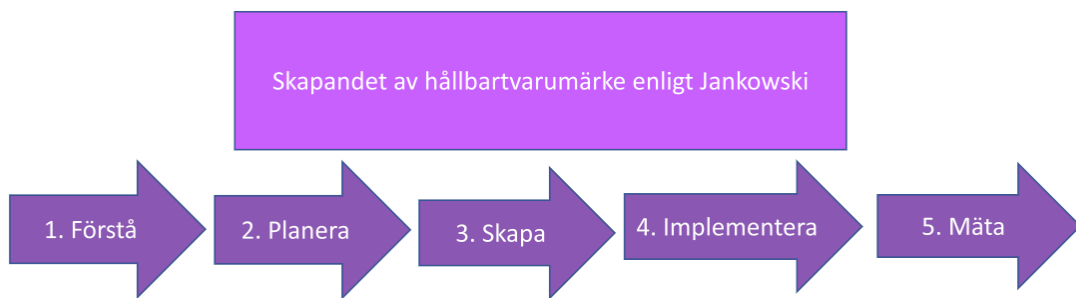 Skapandet av hållbartvarumärke enligt Jankowski
1. Förstå
2. Planera
3. Skapa
4. Implementera
5. Mäta